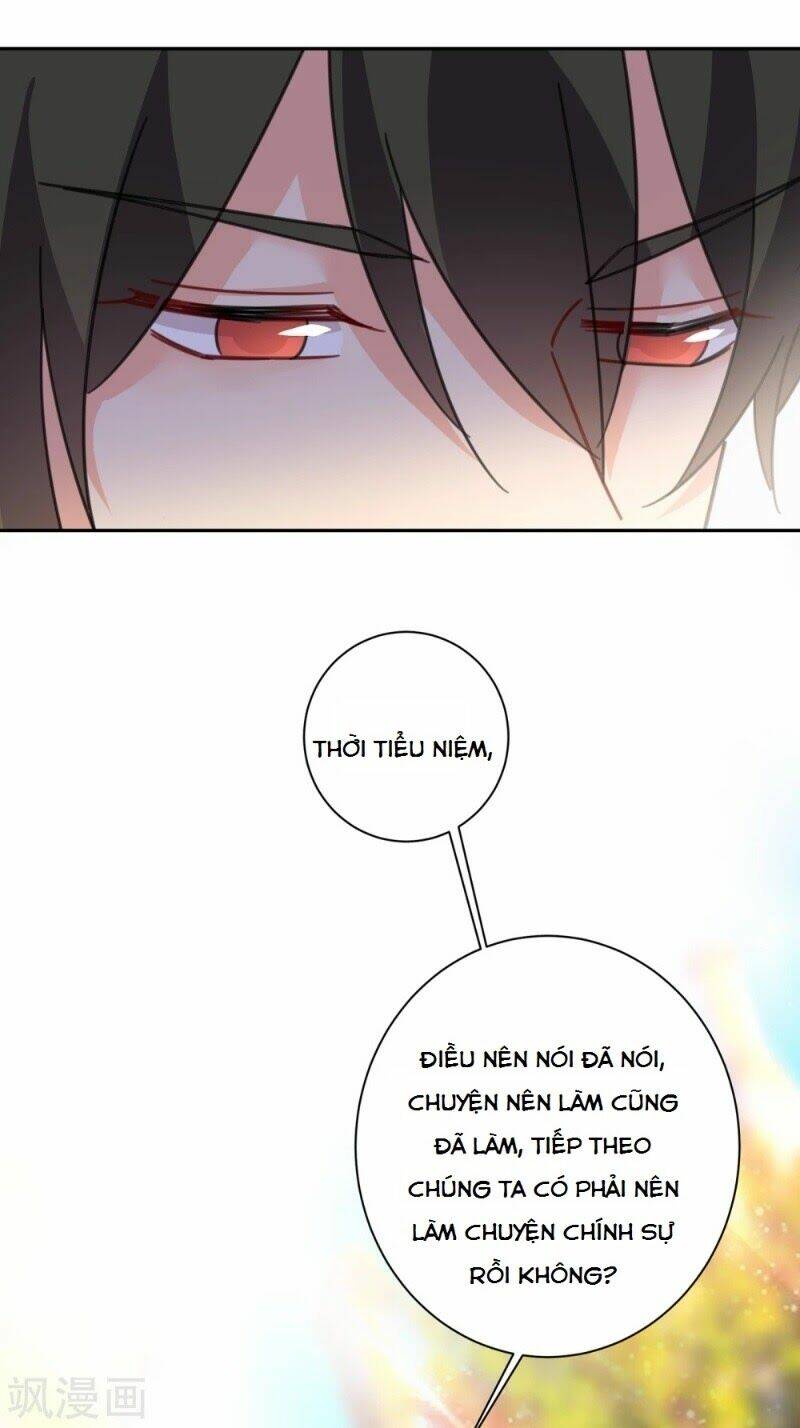 THỜI TIỂU NIỆM,
ĐIỀU NÊN NÓI ĐÃ NÓI,
CHUYỆN NÊN LÀM CŨNG
ĐÃ LÀM, TIẾP THEO
CHÚNG TA CÓ PHẢI NÊN
LÀM CHUYỆN CHÍNH SỰ
RỒI KHÔNG?
飒漫画